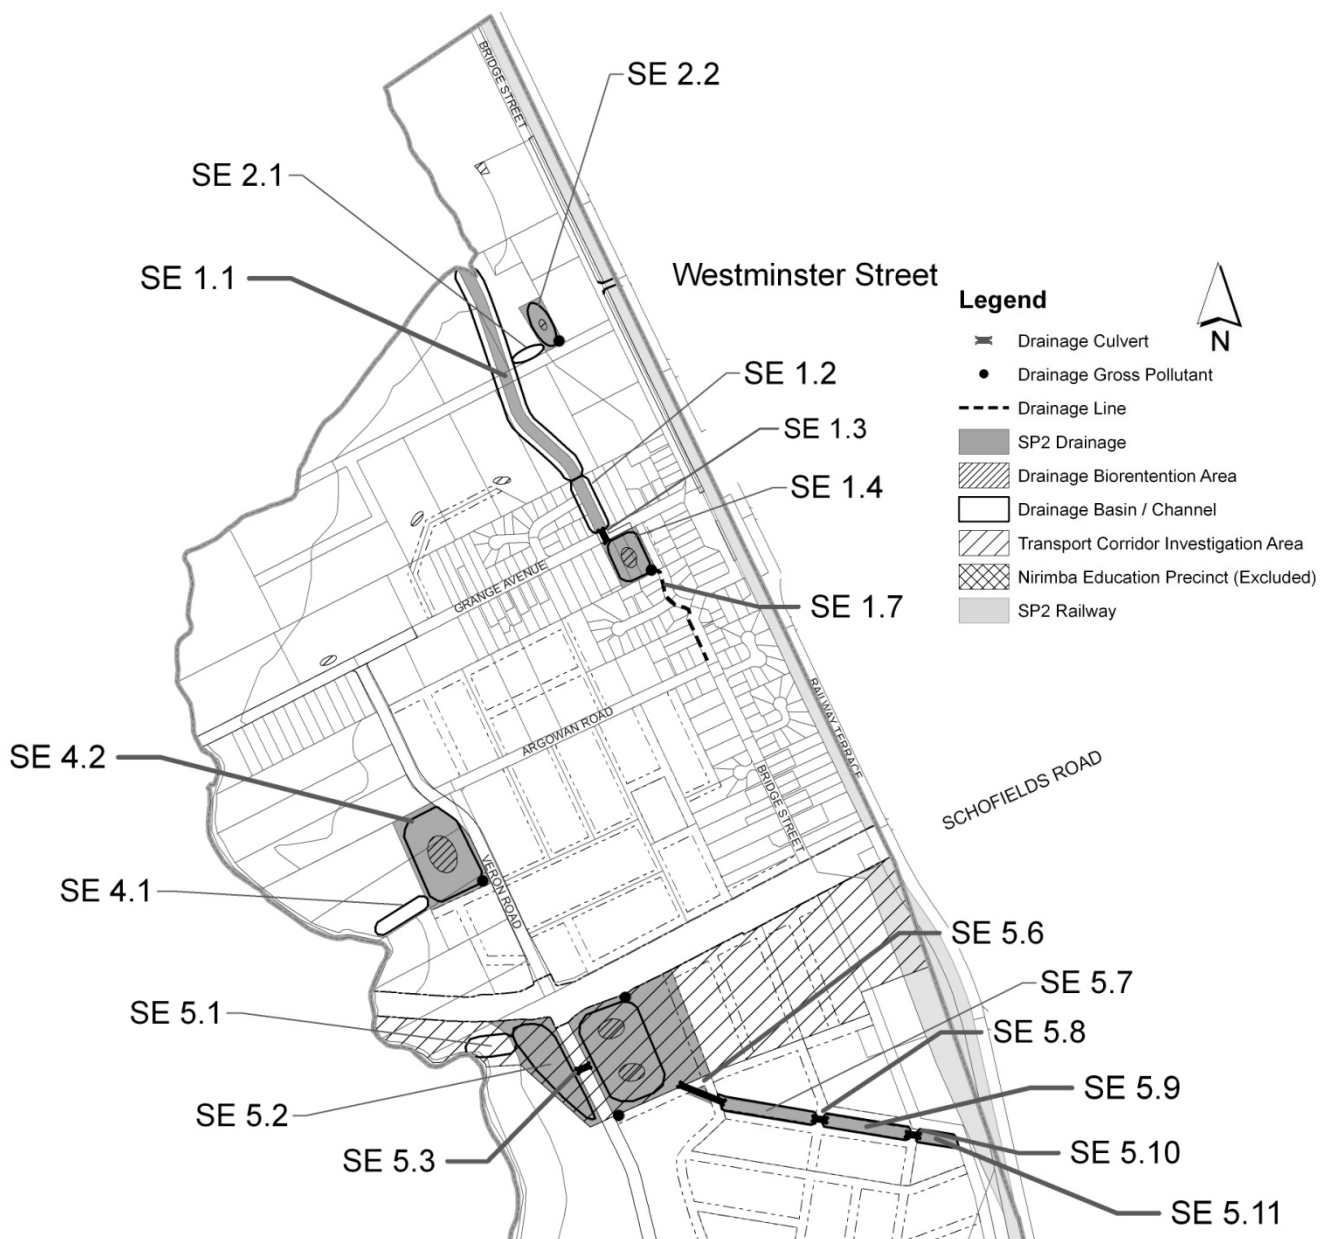 BRIDGE STREET
SE 2.2
SE 2.1
SE 1.1
Westminster Street
Legend
Drainage Culvert
Drainage Gross Pollutant
Drainage Line
SP2 Drainage
Drainage Biorentention Area
Drainage Basin / Channel
Transport Corridor Investigation Area
Nirimba Education Precinct (Excluded)
SP2 Railway
N
SE 1.2
SE 1.3
SE 1.4
GRANGE AVENUE
SE 1.7
RAILWAY TERRACE
ARGOWAN ROAD
SE 4.2
BRIDGE STREET
SCHOFIELDS ROAD
SE 4.1
VERON ROAD
SE 5.6
SE 5.7
SE 5.1
SE 5.8
SE 5.9
SE 5.2
SE 5.3
SE 5.10
SE 5.11